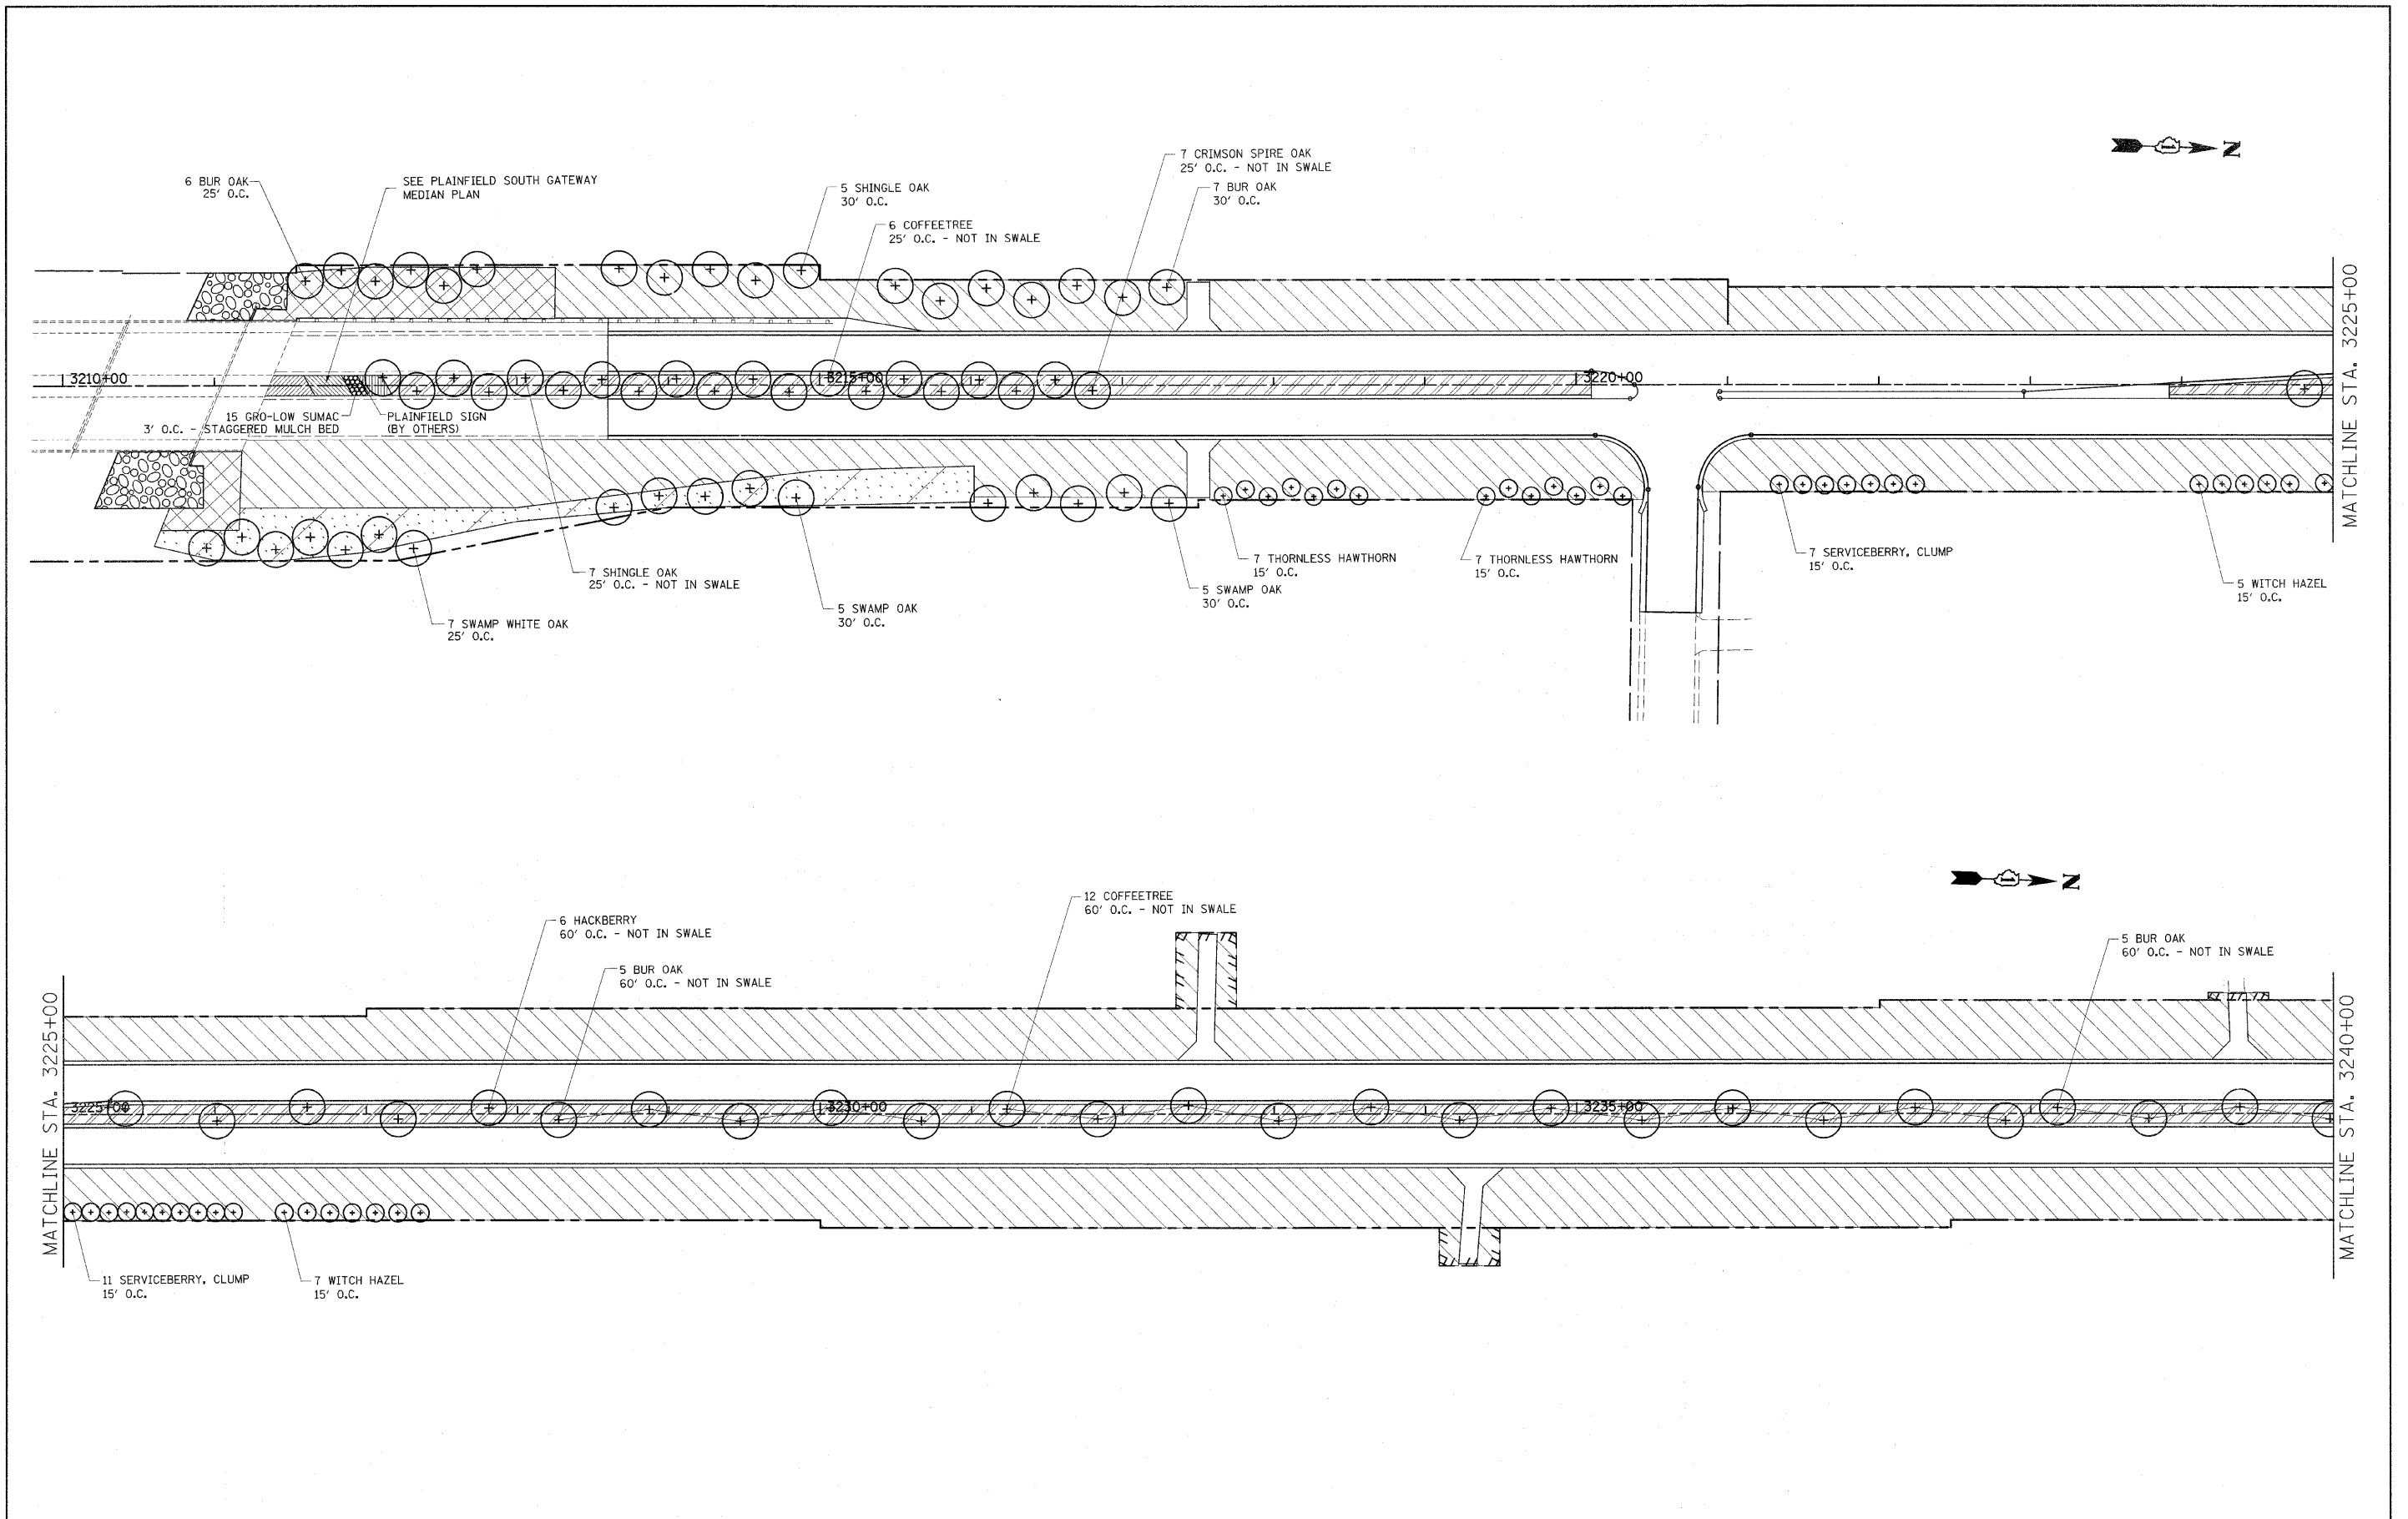 N
7 CRIMSON SPIRE OAK
25' O.C. - NOT IN SWALE
7 BUR OAK
30' O.C.
6 BUR OAK
25' O.C.
SEE PLAINFIELD SOUTH GATEWAY
MEDIAN PLAN
5 SHINGLE OAK
30' O.C.
6 COFFEETREE
25' O.C. - NOT IN SWALE
3210+00
3215+00
3220+00
MATCHLINE STA. 3225+00
15 GRO-LOW SUMAC
3' O.C. - STAGGERED MULCH BED
PLAINFIELD SIGN
(BY OTHERS)
7 SHINGLE OAK
25' O.C. - NOT IN SWALE
7 SWAMP WHITE OAK
25' O.C.
5 SWAMP OAK
30' O.C.
5 SWAMP OAK
30' O.C.
7 THORNLESS HAWTHORN
15' O.C.
7 THORNLESS HAWTHORN
15' O.C.
7 SERVICEBERRY, CLUMP
15' O.C.
5 WITCH HAZEL
15' O.C.
N
6 HACKBERRY
60' O.C. - NOT IN SWALE
5 BUR OAK
60' O.C. - NOT IN SWALE
12 COFFEETREE
60' O.C. - NOT IN SWALE
5 BUR OAK
60' O.C. - NOT IN SWALE
MATCHLINE STA. 3225+00
3225+00
3230+00
3235+00
MATCHLINE STA. 3240+00
11 SERVICEBERRY, CLUMP
15' O.C.
7 WITCH HAZEL
15' O.C.